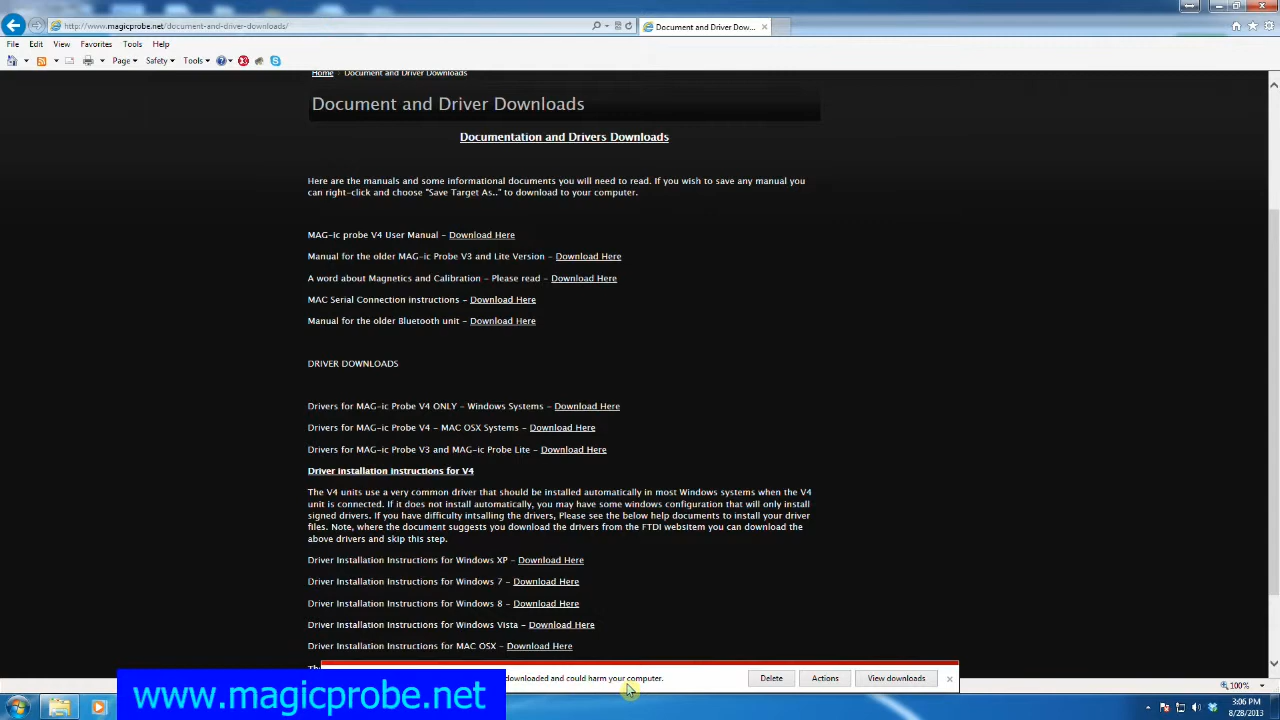 http://www.magicprobe.net/document-and-driver-downloads/
Document and Driver Dow...
File Edit View Favorites Tools Help
Page Safety Tools
Home Document and Driver Downloads
Document and Driver Downloads
Documentation and Drivers Downloads
Here are the manuals and some informational documents you will need to read. If you wish to save any manual you
can right-click and choose "Save Target As.." to download to your computer.
MAG-ic probe V4 User Manual - Download Here
Manual for the older MAG-ic Probe V3 and Lite Version - Download Here
A word about Magnetics and Calibration - Please read - Download Here
MAC Serial Connection instructions - Download Here
Manual for the older Bluetooth unit - Download Here
DRIVER DOWNLOADS
Drivers for MAG-ic Probe V4 ONLY - Windows Systems - Download Here
Drivers for MAG-ic Probe V4 - MAC OSX Systems - Download Here
Drivers for MAG-ic Probe V3 and MAG-ic Probe Lite - Download Here
Driver installation instructions for V4
The V4 units use a very common driver that should be installed automatically in most Windows systems when the V4
unit is connected. If it does not install automatically, you may have some windows configuration that will only install
signed drivers. If you have difficulty intsalling the drivers, Please see the below help documents to install your driver
files. Note, where the document suggests you download the drivers from the FTDI websitem you can download the
above drivers and skip this step.
Driver Installation Instructions for Windows XP - Download Here
Driver Installation Instructions for Windows 7 - Download Here
Driver Installation Instructions for Windows 8 - Download Here
Driver Installation Instructions for Windows Vista - Download Here
Driver Installation Instructions for MAC OSX - Download Here
downloaded and could harm your computer. Delete Actions View downloads
100%
www.magicprobe.net
3:06 PM
8/28/2013